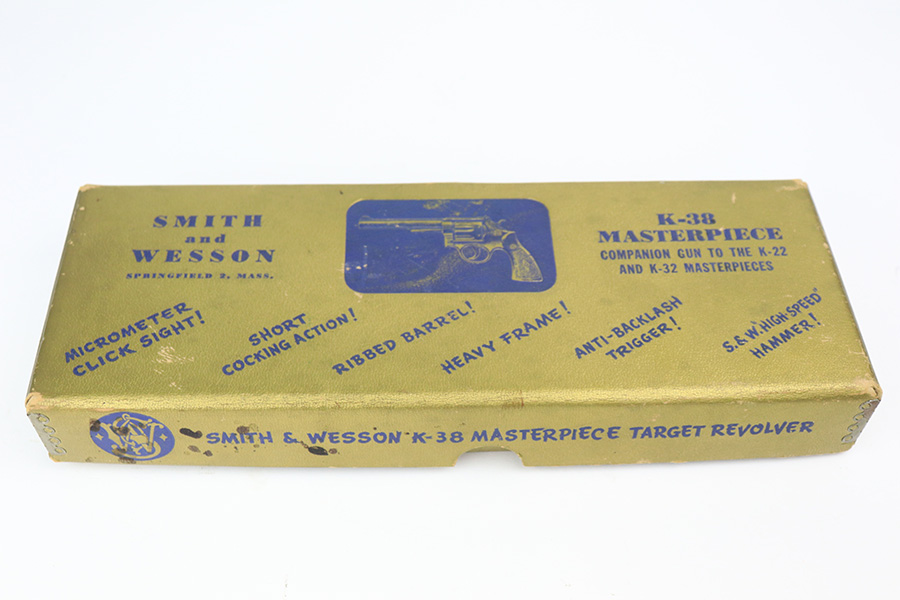 SMITH
and
WESSON
SPRINGFIELD 2, MASS.
K-38
MASTERPIECE
COMPANION GUN TO THE K-22
AND K-32 MASTERPIECES
MICROMETER
CLICK SIGHT!
SHORT
COCKING ACTION!
RIBBED BARREL!
HEAVY FRAME!
ANTI-BACKLASH
TRIGGER!
S. & W. HIGH-SPEED
HAMMER!
SMITH & WESSON K-38 MASTERPIECE TARGET REVOLVER